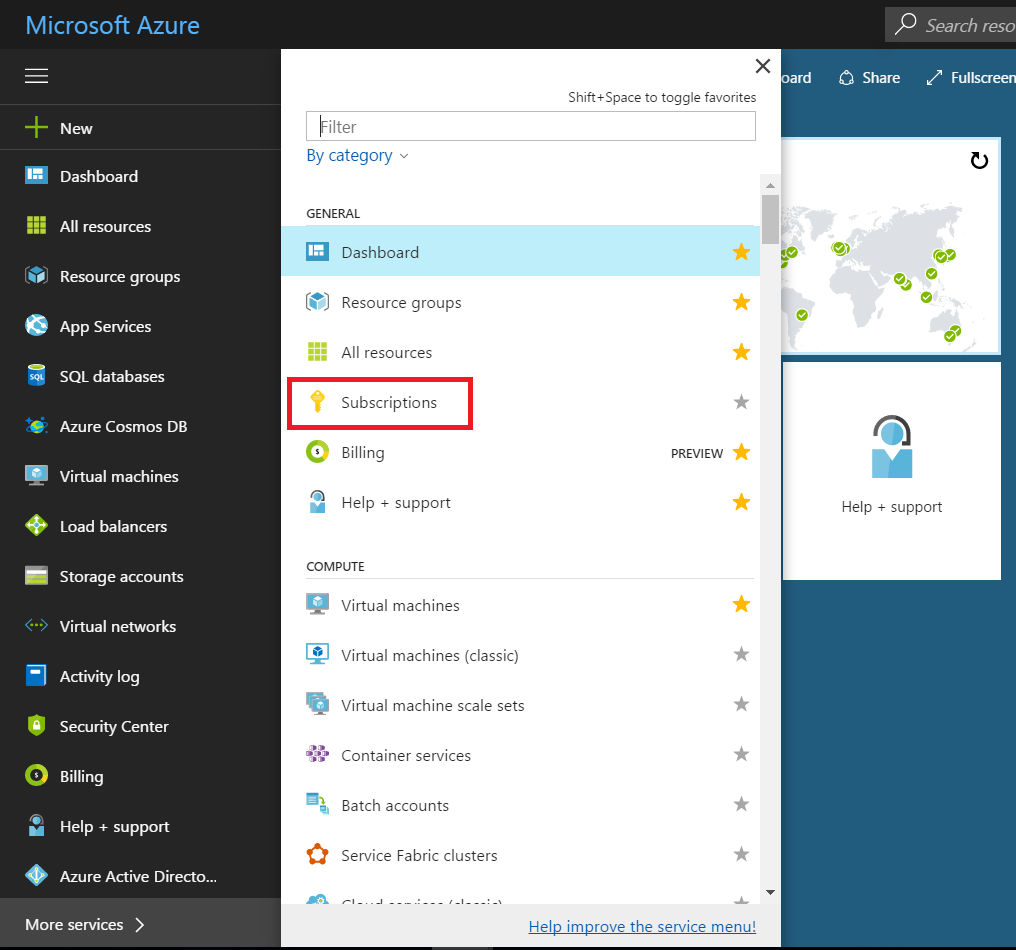 Microsoft Azure
Search reso
New
Dashboard
All resources
Resource groups
App Services
SQL databases
Azure Cosmos DB
Virtual machines
Load balancers
Storage accounts
Virtual networks
Activity log
Security Center
Billing
Help + support
Azure Active Directo...
More services
Shift+Space to toggle favorites
Filter
By category
GENERAL
Dashboard
Resource groups
All resources
Subscriptions
Billing PREVIEW
Help + support
COMPUTE
Virtual machines
Virtual machines (classic)
Virtual machine scale sets
Container services
Batch accounts
Service Fabric clusters
Cloud services (classic)
Help improve the service menu!
oard Share Fullscreen
Help + support